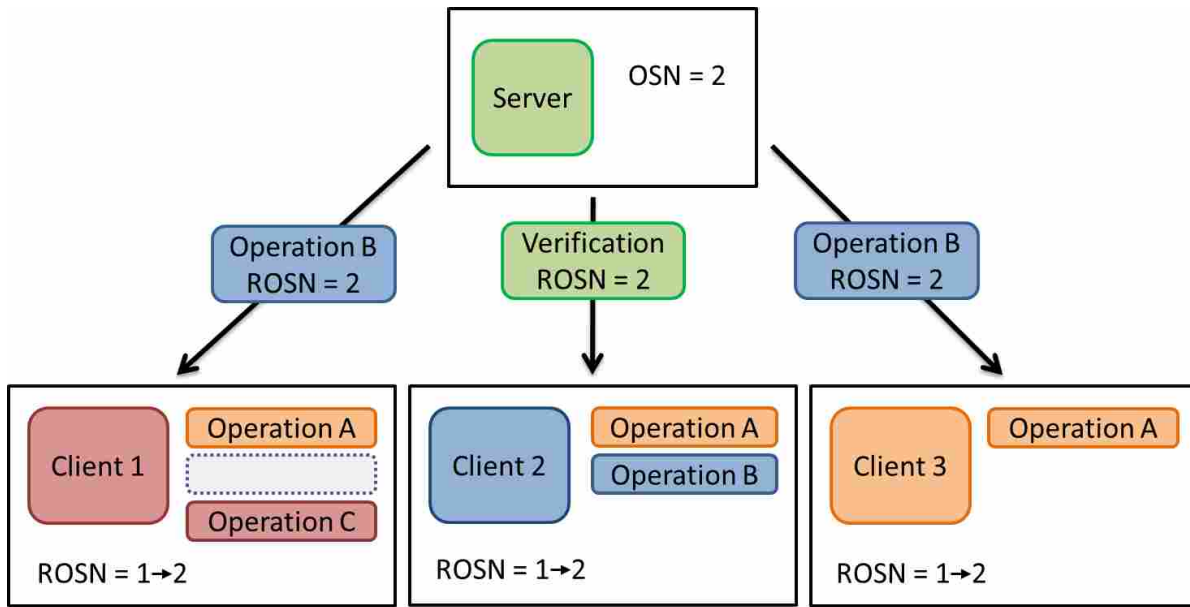 Server
OSN = 2
Operation B
ROSN = 2
Verification
ROSN = 2
Operation B
ROSN = 2
Client 1
Operation A
Operation C
ROSN = 1→2
Client 2
Operation A
Operation B
ROSN = 1→2
Client 3
Operation A
ROSN = 1→2